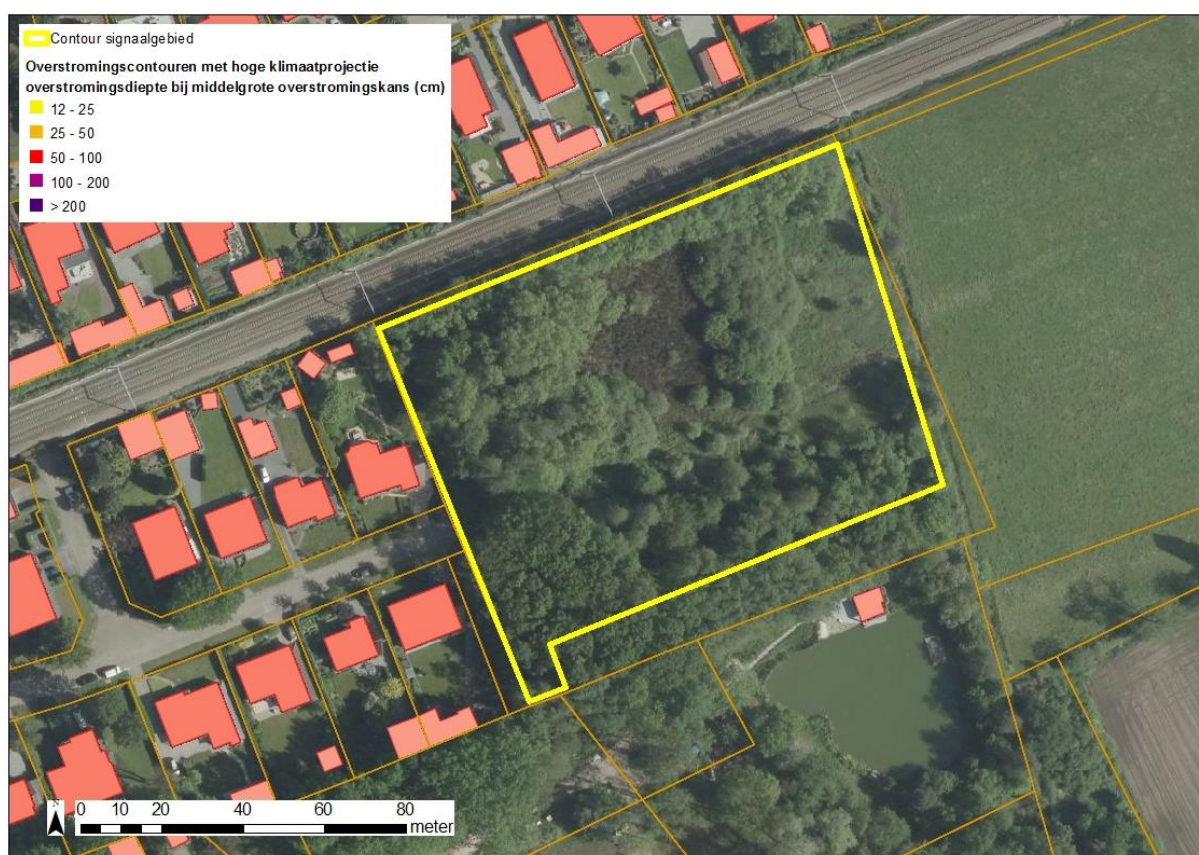 Contour signaalgebied
Overstromingscontouren met hoge klimaatprojectie
overstromingsdiepte bij middelgrote overstromingskans (cm)
12 - 25
25 - 50
50 - 100
100 - 200
> 200
N
0 10 20 40 60 80
meter